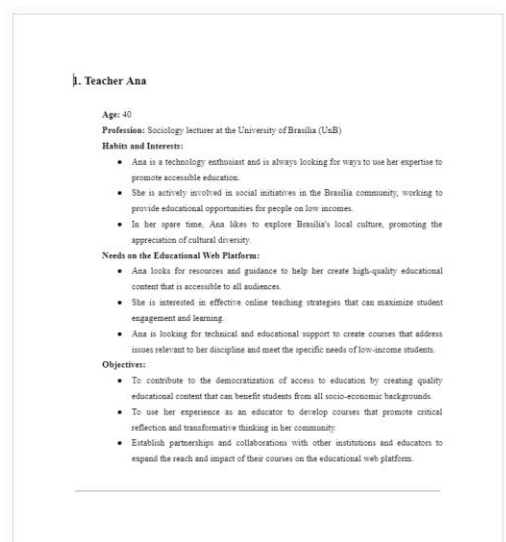 1. Teacher Ana
Age: 40
Profession: Sociology lecturer at the University of Brasília (UnB)
Habits and Interests:
● Ana is a technology enthusiast and is always looking for ways to use her expertise to
promote accessible education.
● She is actively involved in social initiatives in the Brasília community, working to
provide educational opportunities for people on low incomes.
● In her spare time, Ana likes to explore Brasília's local culture, promoting the
appreciation of cultural diversity.
Needs on the Educational Web Platform:
● Ana looks for resources and guidance to help her create high-quality educational
content that is accessible to all audiences.
● She is interested in effective online teaching strategies that can maximize student
engagement and learning.
● Ana is looking for technical and educational support to create courses that address
issues relevant to her discipline and meet the specific needs of low-income students.
Objectives:
● To contribute to the democratization of access to education by creating quality
educational content that can benefit students from all socio-economic backgrounds.
● To use her experience as an educator to develop courses that promote critical
reflection and transformative thinking in her community.
● Establish partnerships and collaborations with other institutions and educators to
expand the reach and impact of their courses on the educational web platform.